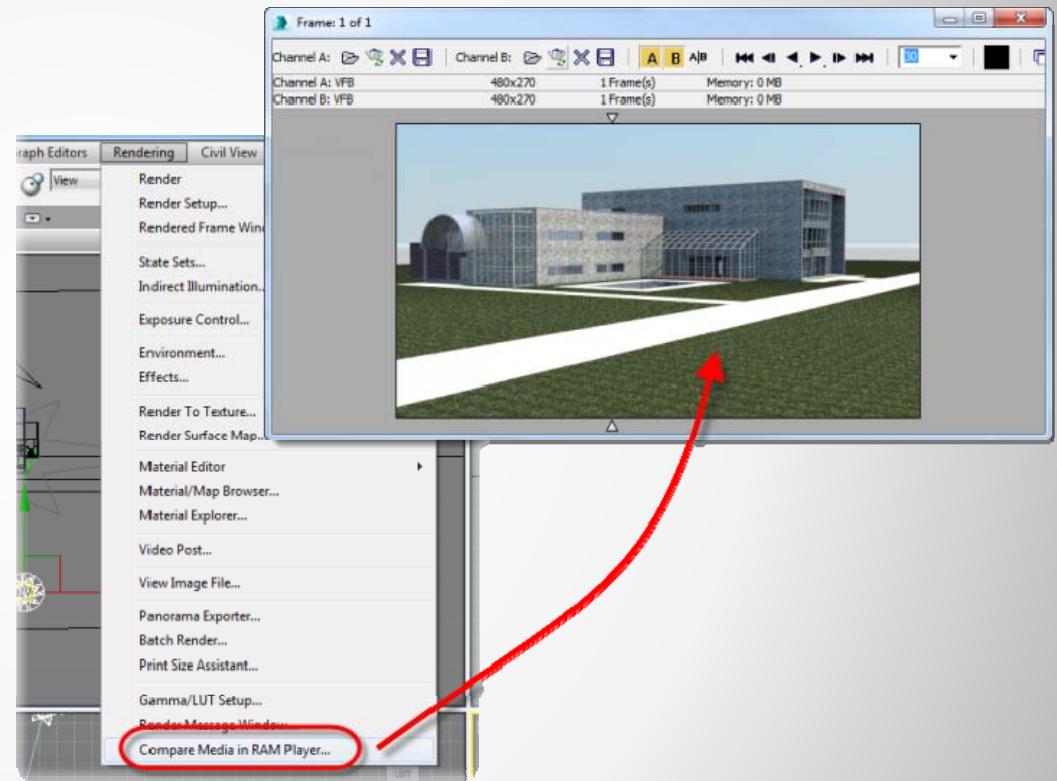 Frame: 1 of 1
Channel A: Channel B: A B A|B 30
Channel A: VFB 480x270 1 Frame(s) Memory: 0 MB
Channel B: VFB 480x270 1 Frame(s) Memory: 0 MB
raph Editors Rendering Civil View
View
Render
Render Setup...
Rendered Frame Wind
State Sets...
Indirect Illumination..
Exposure Control...
Environment...
Effects...
Render To Texture...
Render Surface Map...
Material Editor
Material/Map Browser...
Material Explorer...
Video Post...
View Image File...
Panorama Exporter...
Batch Render...
Print Size Assistant...
Gamma/LUT Setup...
Render Message Window...
Compare Media in RAM Player...
LEFT